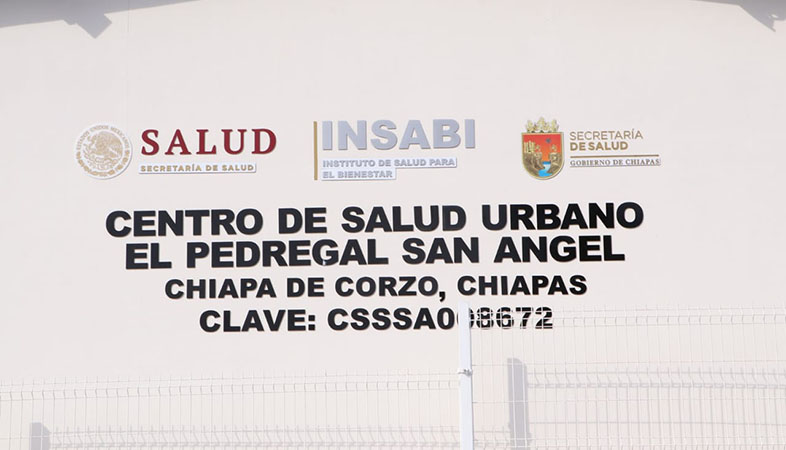 SALUD
SECRETARÍA DE SALUD
INSABI
INSTITUTO DE SALUD PARA
EL BIENESTAR
SECRETARÍA
DE SALUD
GOBIERNO DE CHIAPAS
CENTRO DE SALUD URBANO
EL PEDREGAL SAN ANGEL
CHIAPA DE CORZO, CHIAPAS
CLAVE: CSSSA008672